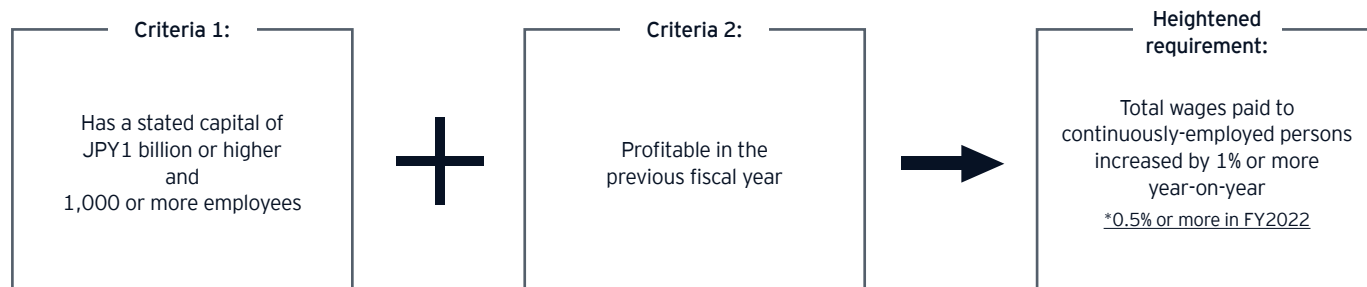 Criteria 1:
Has a stated capital of
JPY1 billion or higher
and
1,000 or more employees
Criteria 2:
Profitable in the
previous fiscal year
Heightened
requirement:
Total wages paid to
continuously-employed persons
increased by 1% or more
year-on-year
*0.5% or more in FY2022